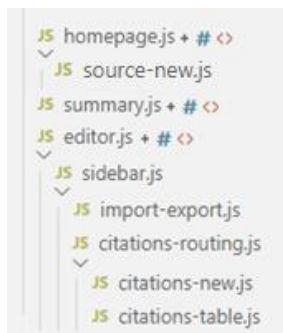 JS homepage.js + # <>
JS source-new.js
JS summary.js + # <>
JS editor.js + # <>
JS sidebar.js
JS import-export.js
JS citations-routing.js
JS citations-new.js
JS citations-table.js